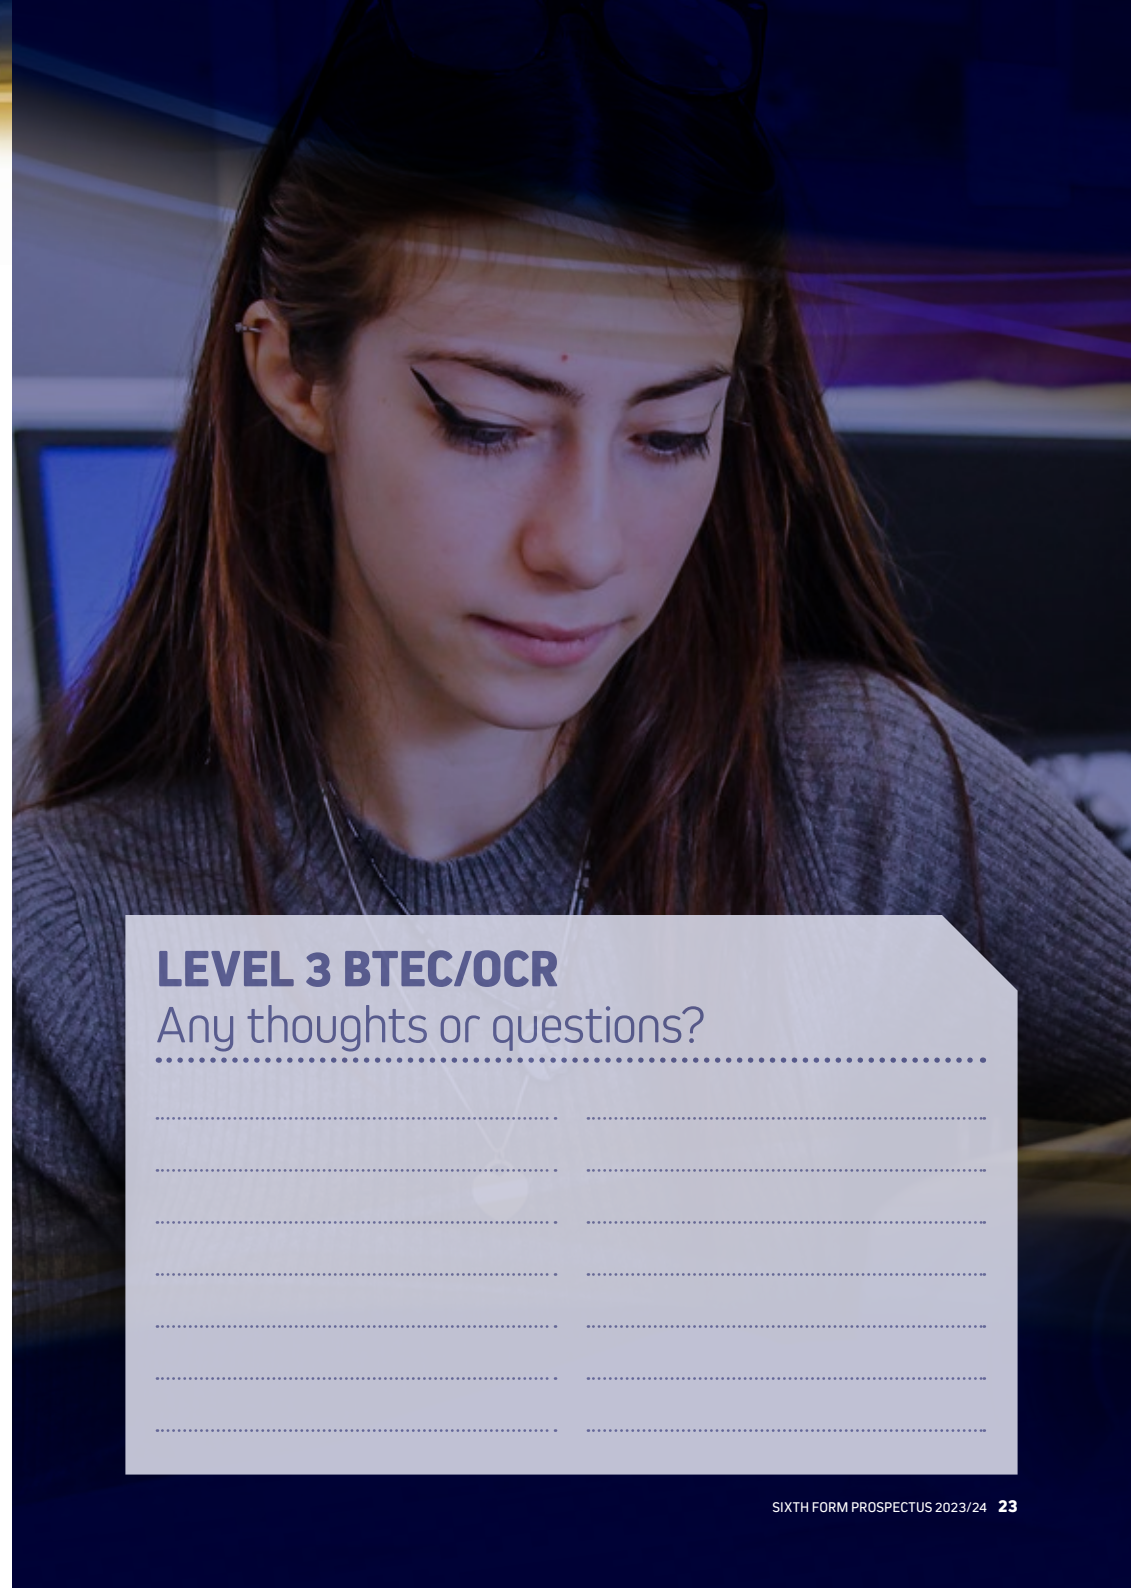 LEVEL 3 BTEC/OCR
Any thoughts or questions?
SIXTH FORM PROSPECTUS 2023/24 23